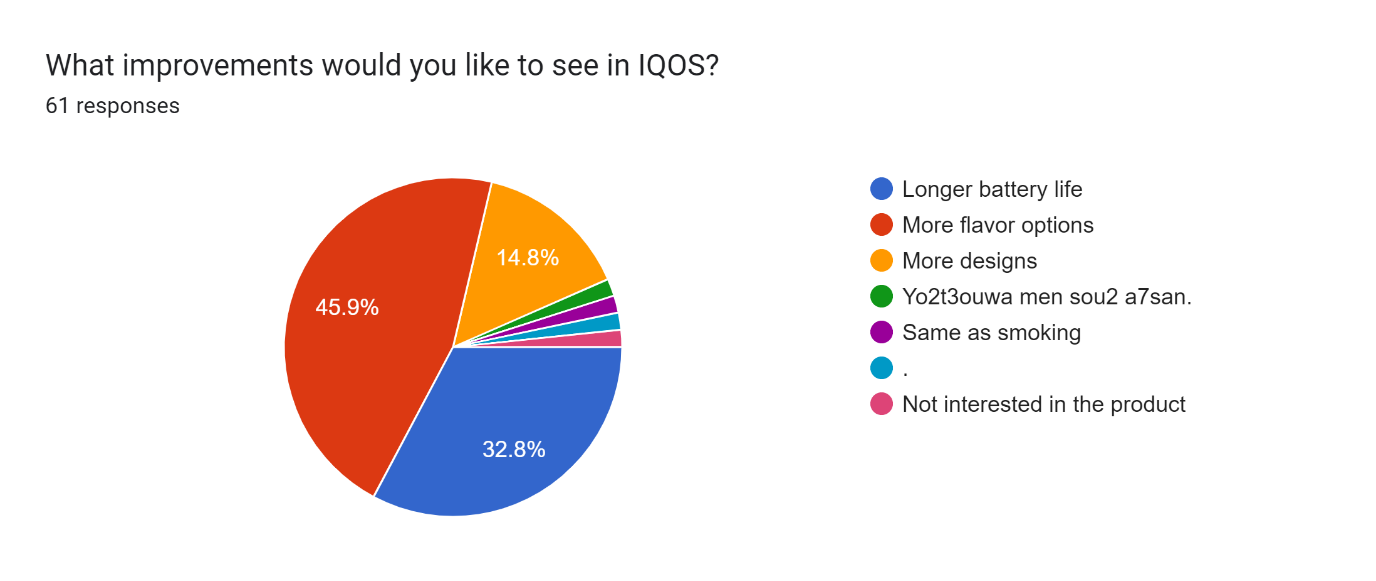 What improvements would you like to see in IQOS?
61 responses
14.8%
45.9%
32.8%
Longer battery life
More flavor options
More designs
Yo2t3ouwa men sou2 a7san.
Same as smoking
.
Not interested in the product